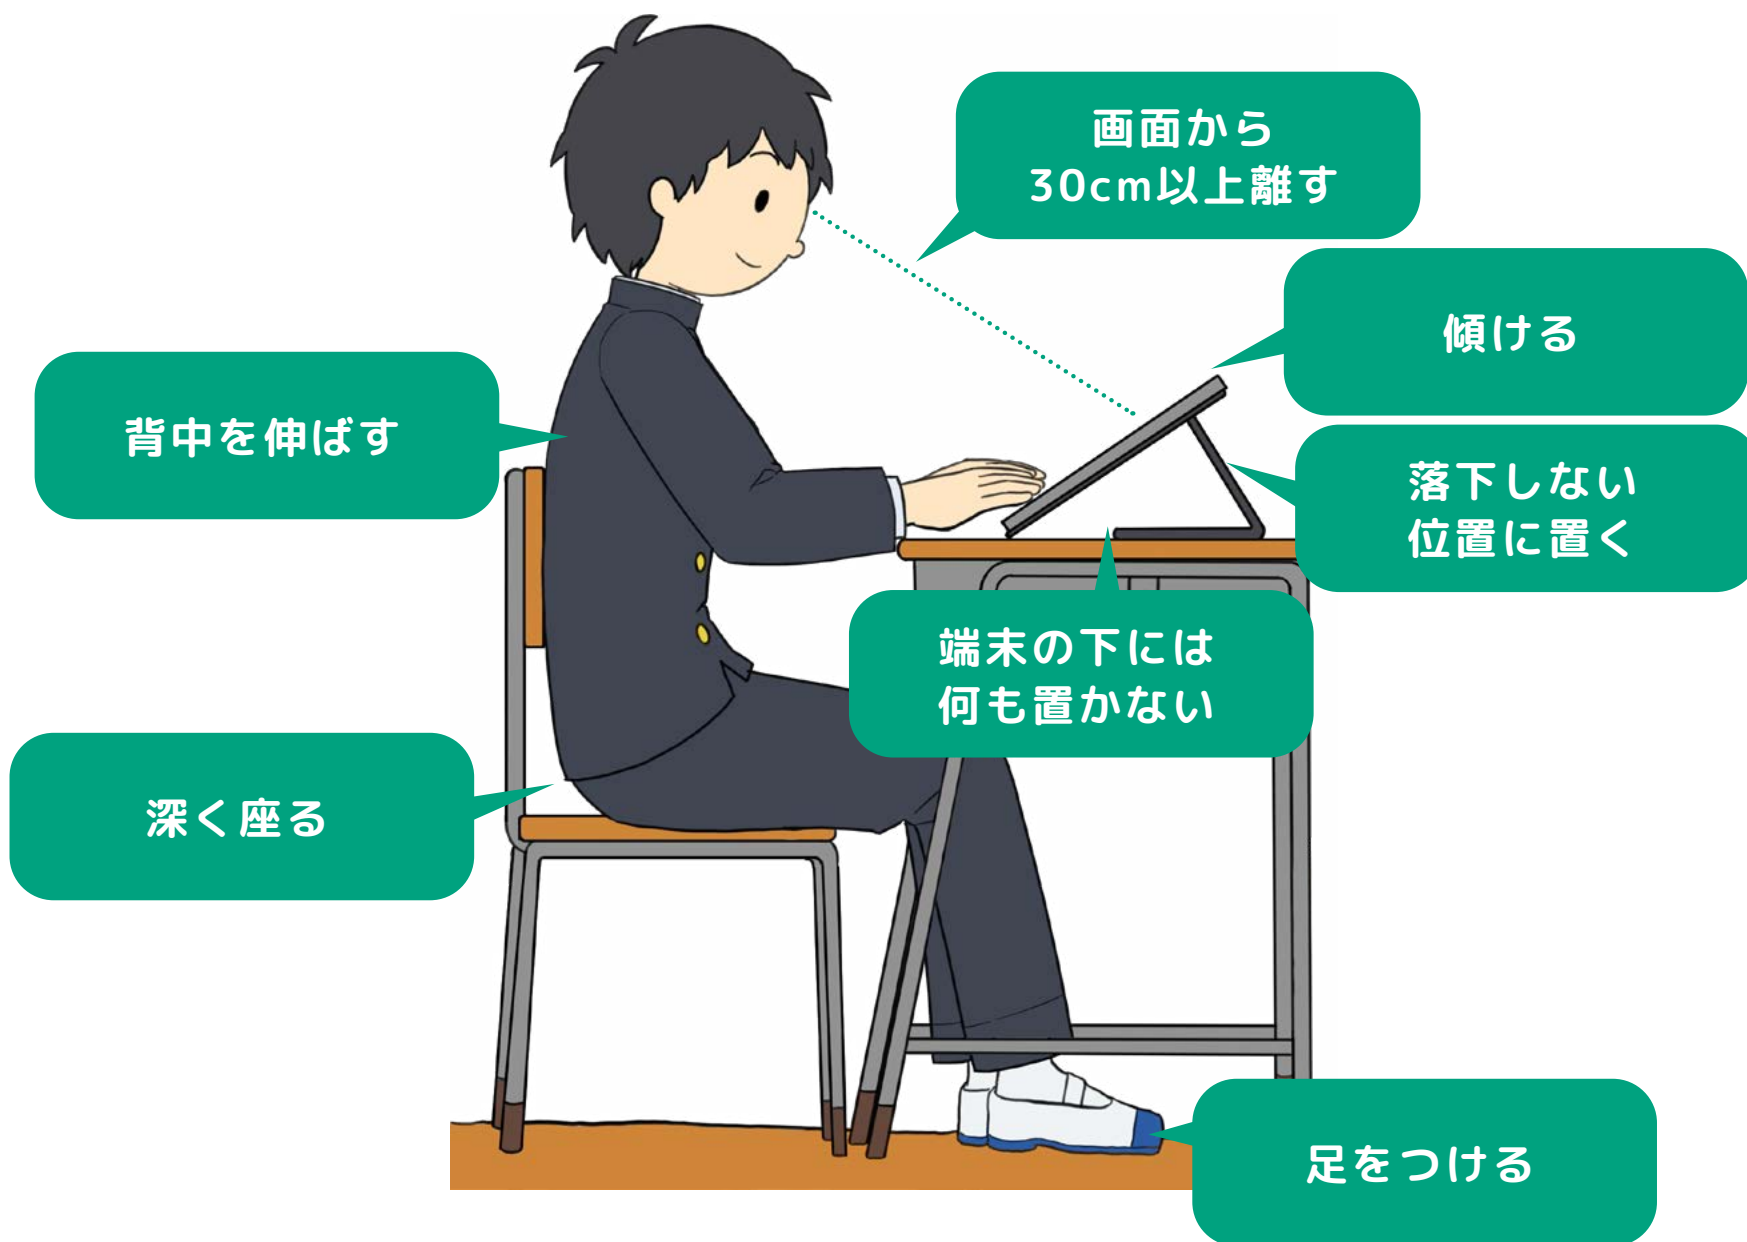 画面から
30cm以上離す
傾ける
背中を伸ばす
落下しない
位置に置く
端末の下には
何も置かない
深く座る
足をつける